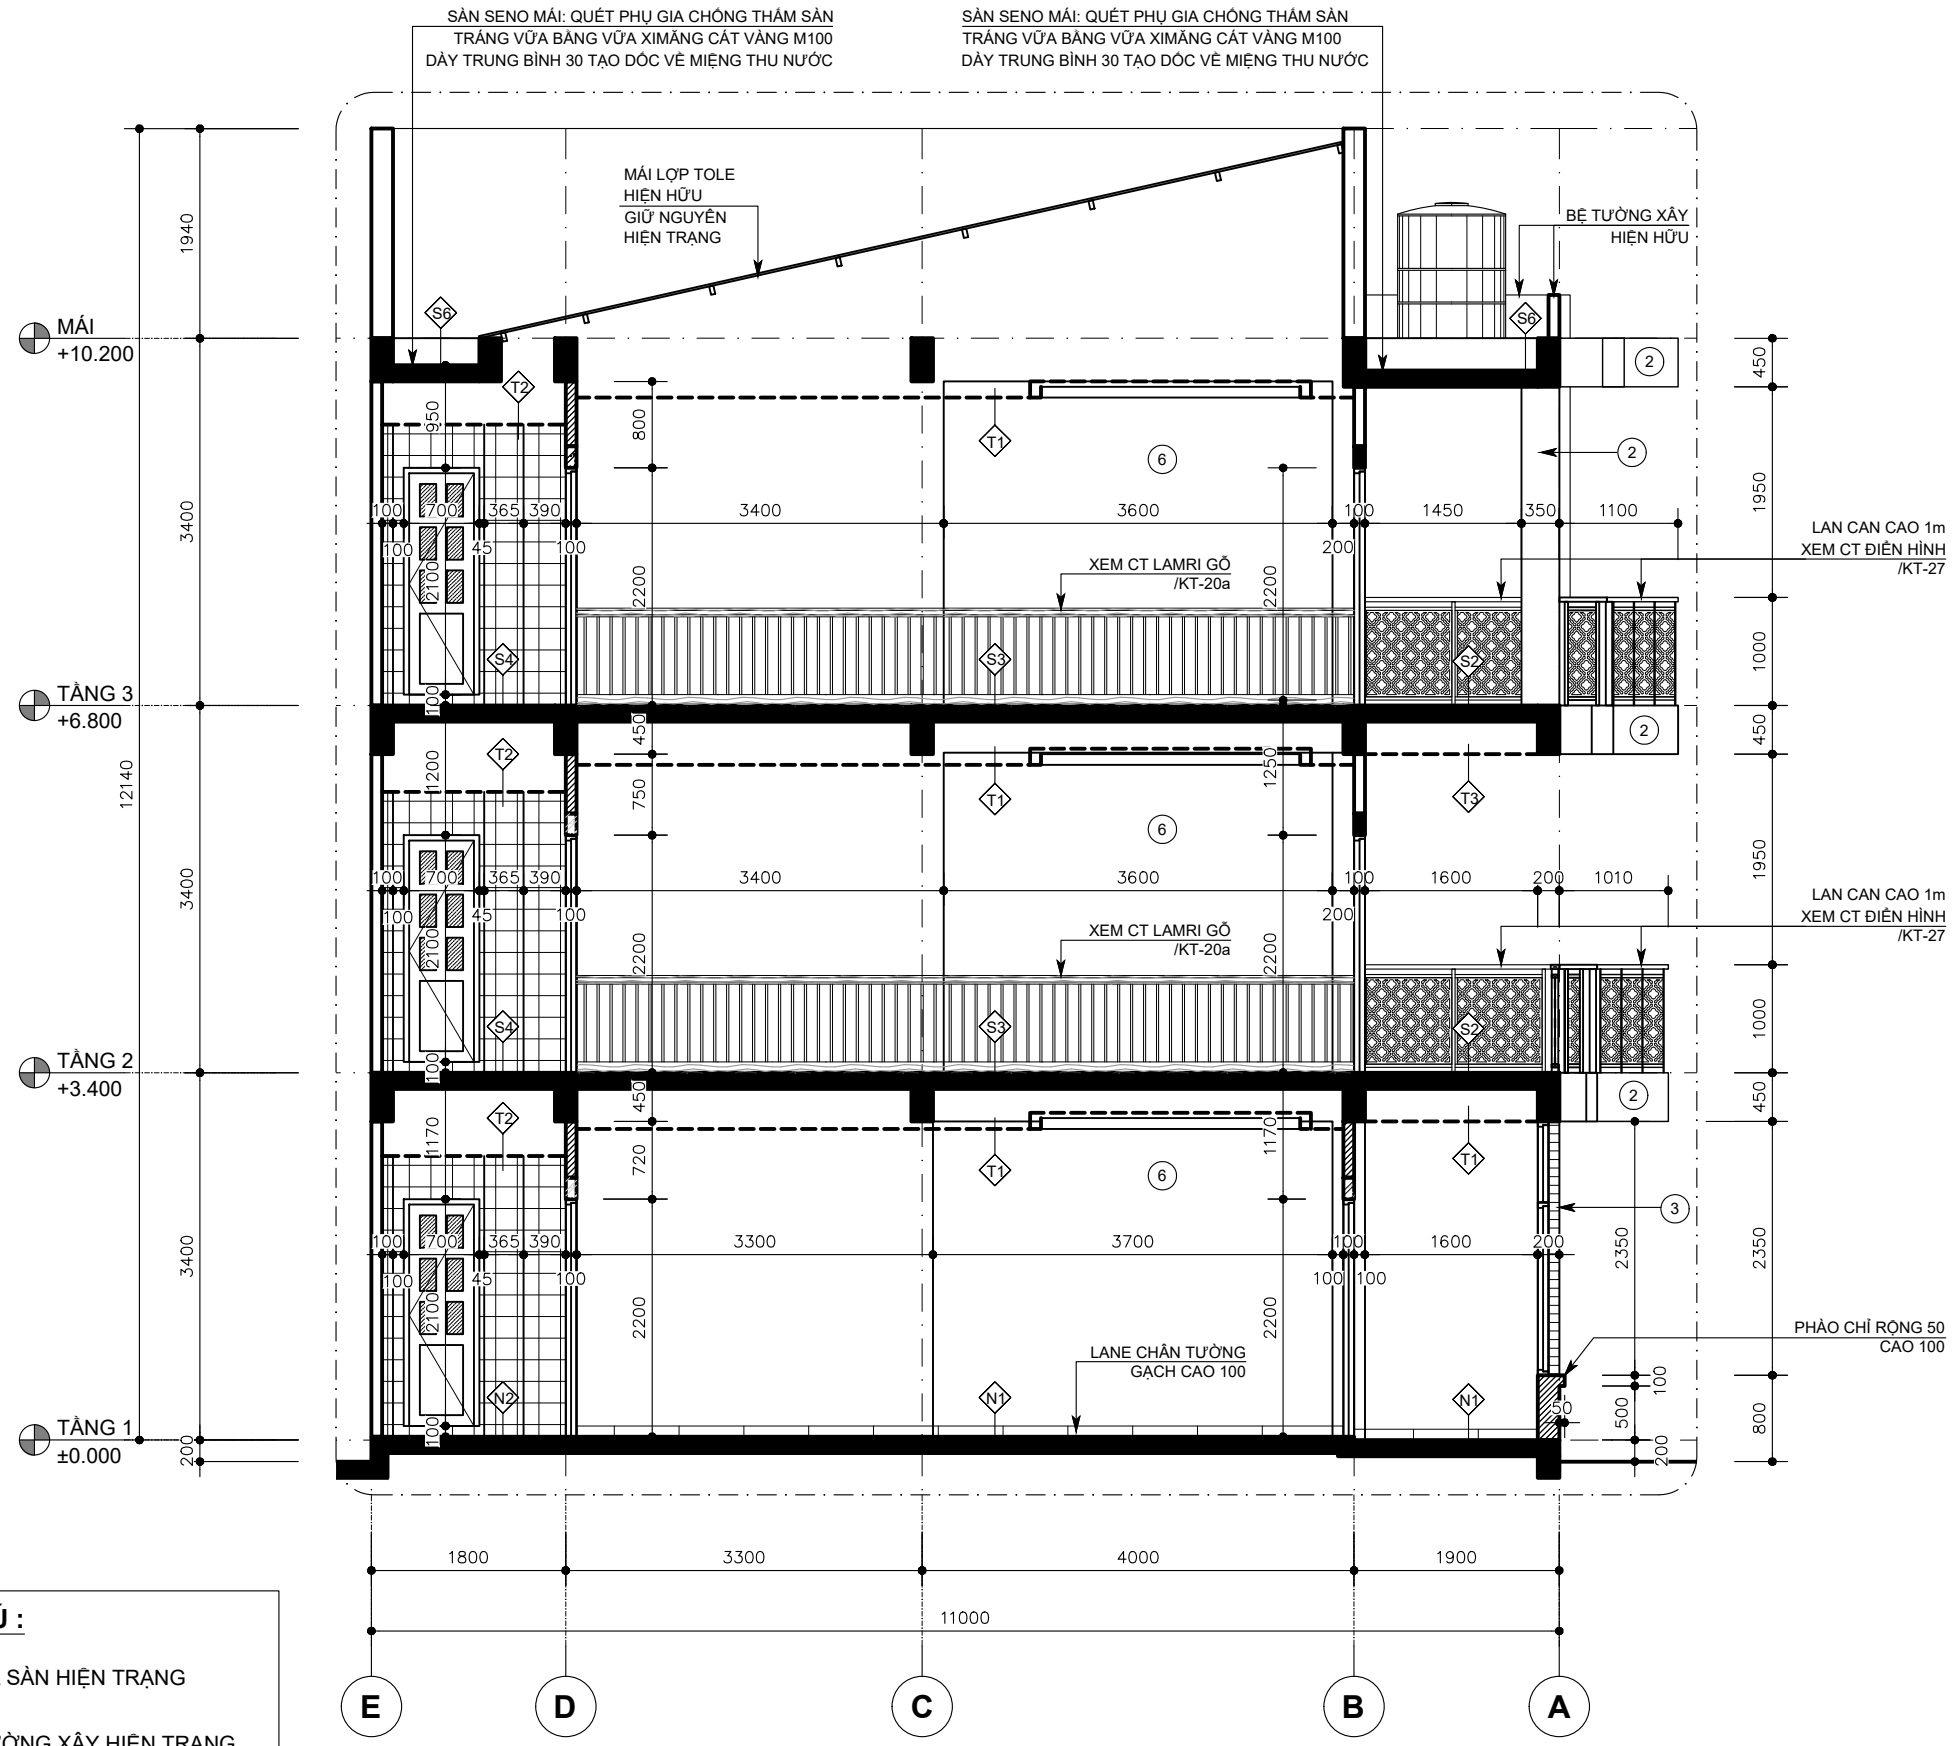 SÀN SENO MÁI: QUÉT PHỤ GIA CHỐNG THẤM SÀN
TRÁNG VỮA BẰNG VỮA XIMĂNG CÁT VÀNG M100
DÀY TRUNG BÌNH 30 TẠO DỐC VỀ MIỆNG THU NƯỚC
SÀN SENO MÁI: QUÉT PHỤ GIA CHỐNG THẤM SÀN
TRÁNG VỮA BẰNG VỮA XIMĂNG CÁT VÀNG M100
DÀY TRUNG BÌNH 30 TẠO DỐC VỀ MIỆNG THU NƯỚC
MÁI LỢP TOLE
HIỆN HỮU
GIỮ NGUYÊN
HIỆN TRẠNG
BỆ TƯỜNG XÂY
HIỆN HỮU
1940
S6
S6
MÁI
+10.200
2
450
T2
950
800
T1
6
2
1950
3400
100 700 365 390 3400 3600 100 1450 350 1100
100 45 100 200
LAN CAN CAO 1m
XEM CT ĐIỂN HÌNH
/KT-27
XEM CT LAMRI GỖ
/KT-20a
2100
2200
2200
1000
S4
S3
S2
100
TẦNG 3
+6.800
450
2
450
12140
T2
1200
750
T1
1250
T3
6
1950
3400
100 700 365 390 3400 3600 100 1600 200 1010
100 45 100 200
LAN CAN CAO 1m
XEM CT ĐIỂN HÌNH
/KT-27
XEM CT LAMRI GỖ
/KT-20a
2100
2200
2200
1000
S4
S3
S2
100
TẦNG 2
+3.400
450
2
450
T2
1170
720
T1
1170
T1
6
3
3400
100 700 365 390 3300 3700 100 1600 200
100 45 100 100 100
2350
2350
2100
2200
2200
PHÀO CHỈ RỘNG 50
CAO 100
LANE CHÂN TƯỜNG
GẠCH CAO 100
100
N2
N1
N1
50
500
800
100
TẦNG 1
±0.000
200
200
1800 3300 4000 1900
11000
E D C B A
:
SÀN HIỆN TRẠNG
XÂY HIỆN TRẠNG